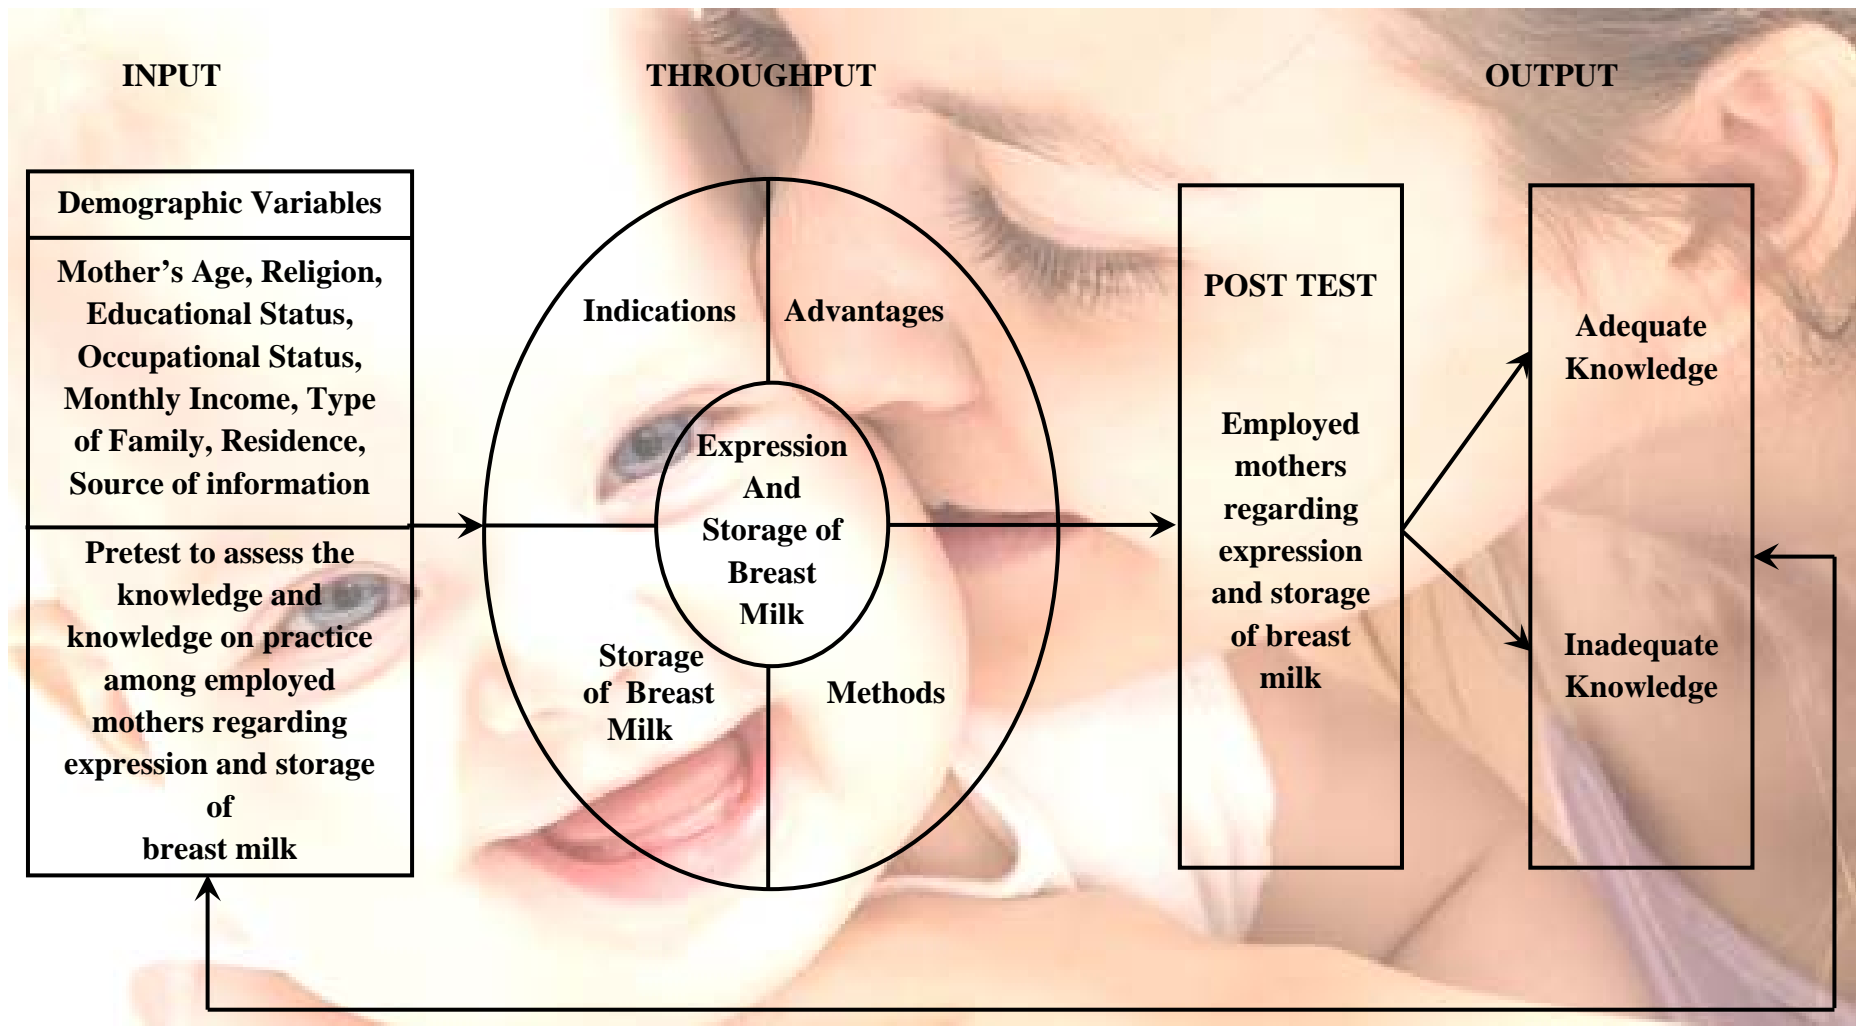 INPUT
THROUGHPUT
OUTPUT
Demographic Variables
Mother’s Age, Religion,
Educational Status,
Occupational Status,
Monthly Income, Type
of Family, Residence,
Source of information
Pretest to assess the
knowledge and
knowledge on practice
among employed
mothers regarding
expression and storage
of
breast milk
Indications
Advantages
Expression
And
Storage of
Breast
Milk
Storage
of Breast
Milk
Methods
POST TEST
Employed
mothers
regarding
expression
and storage
of breast
milk
Adequate
Knowledge
Inadequate
Knowledge